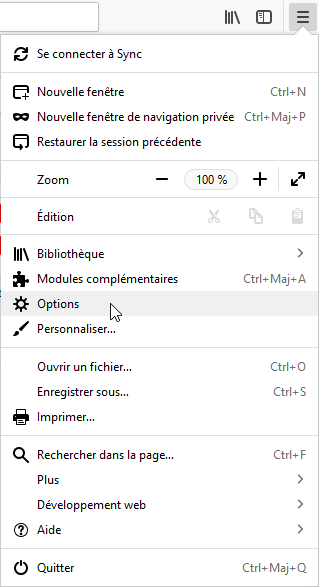 Se connecter à Sync
Nouvelle fenêtre Ctrl+N
Nouvelle fenêtre de navigation privée Ctrl+Maj+P
Restaurer la session précédente
Zoom 100 %
Édition
Bibliothèque
Modules complémentaires Ctrl+Maj+A
Options
Personnaliser...
Ouvrir un fichier... Ctrl+O
Enregistrer sous... Ctrl+S
Imprimer...
Rechercher dans la page... Ctrl+F
Plus
Développement web
Aide
Quitter Ctrl+Maj+Q